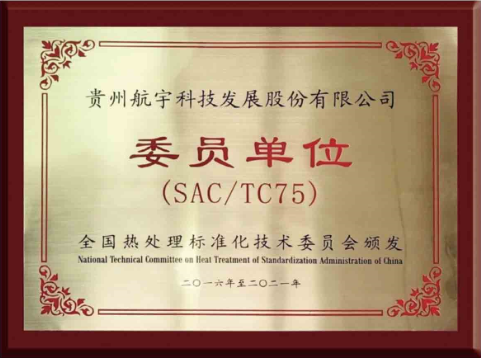 贵州航宇科技发展股份有限公司
委员单位
(SAC/TC75)
全国热处理标准化技术委员会颁发
National Technical Committee on Heat Treatment of Standardization Administration of China
二〇一六年至二〇二一年